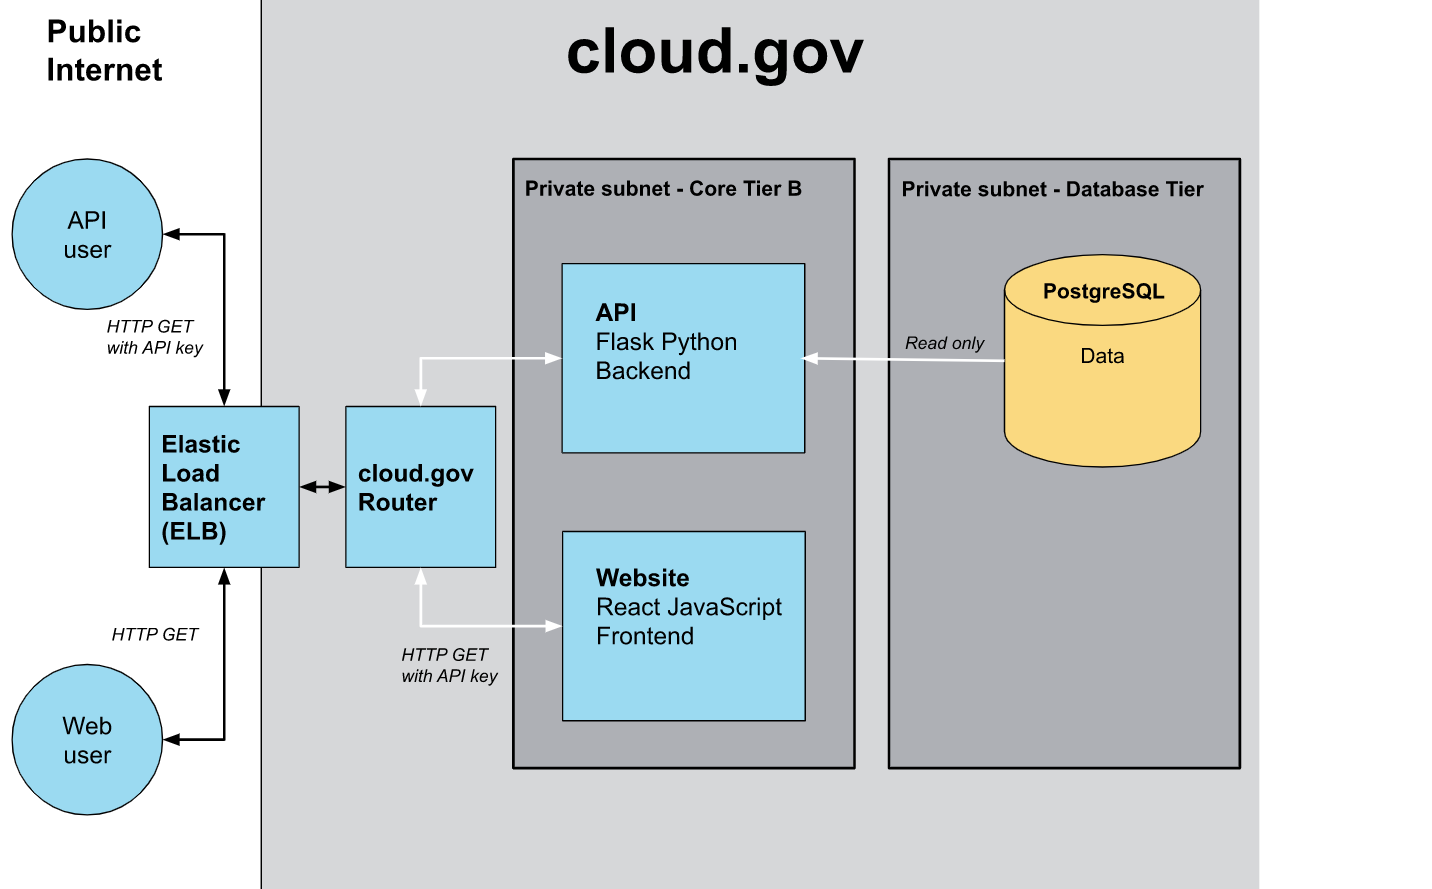 Public
Internet
cloud.gov
API
user
HTTP GET
with API key
Elastic
Load
Balancer
(ELB)
HTTP GET
Web
user
cloud.gov
Router
HTTP GET
with API key
Private subnet - Core Tier B
API
Flask Python
Backend
Website
React JavaScript
Frontend
Private subnet - Database Tier
Read only
PostgreSQL
Data